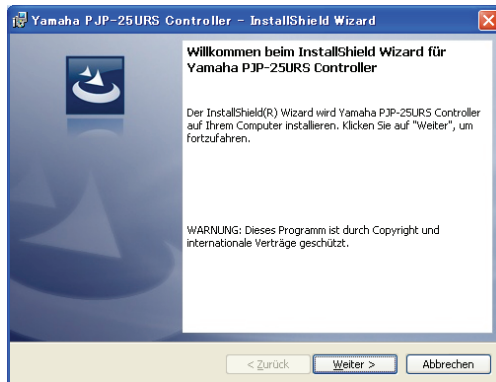 Yamaha PJP-25URS Controller - InstallShield Wizard
Willkommen beim InstallShield Wizard für
Yamaha PJP-25URS Controller
Der InstallShield(R) Wizard wird Yamaha PJP-25URS Controller
auf Ihrem Computer installieren. Klicken Sie auf "Weiter", um
fortzufahren.
WARNUNG: Dieses Programm ist durch Copyright und
internationale Verträge geschützt.
< Zurück
Weiter >
Abbrechen